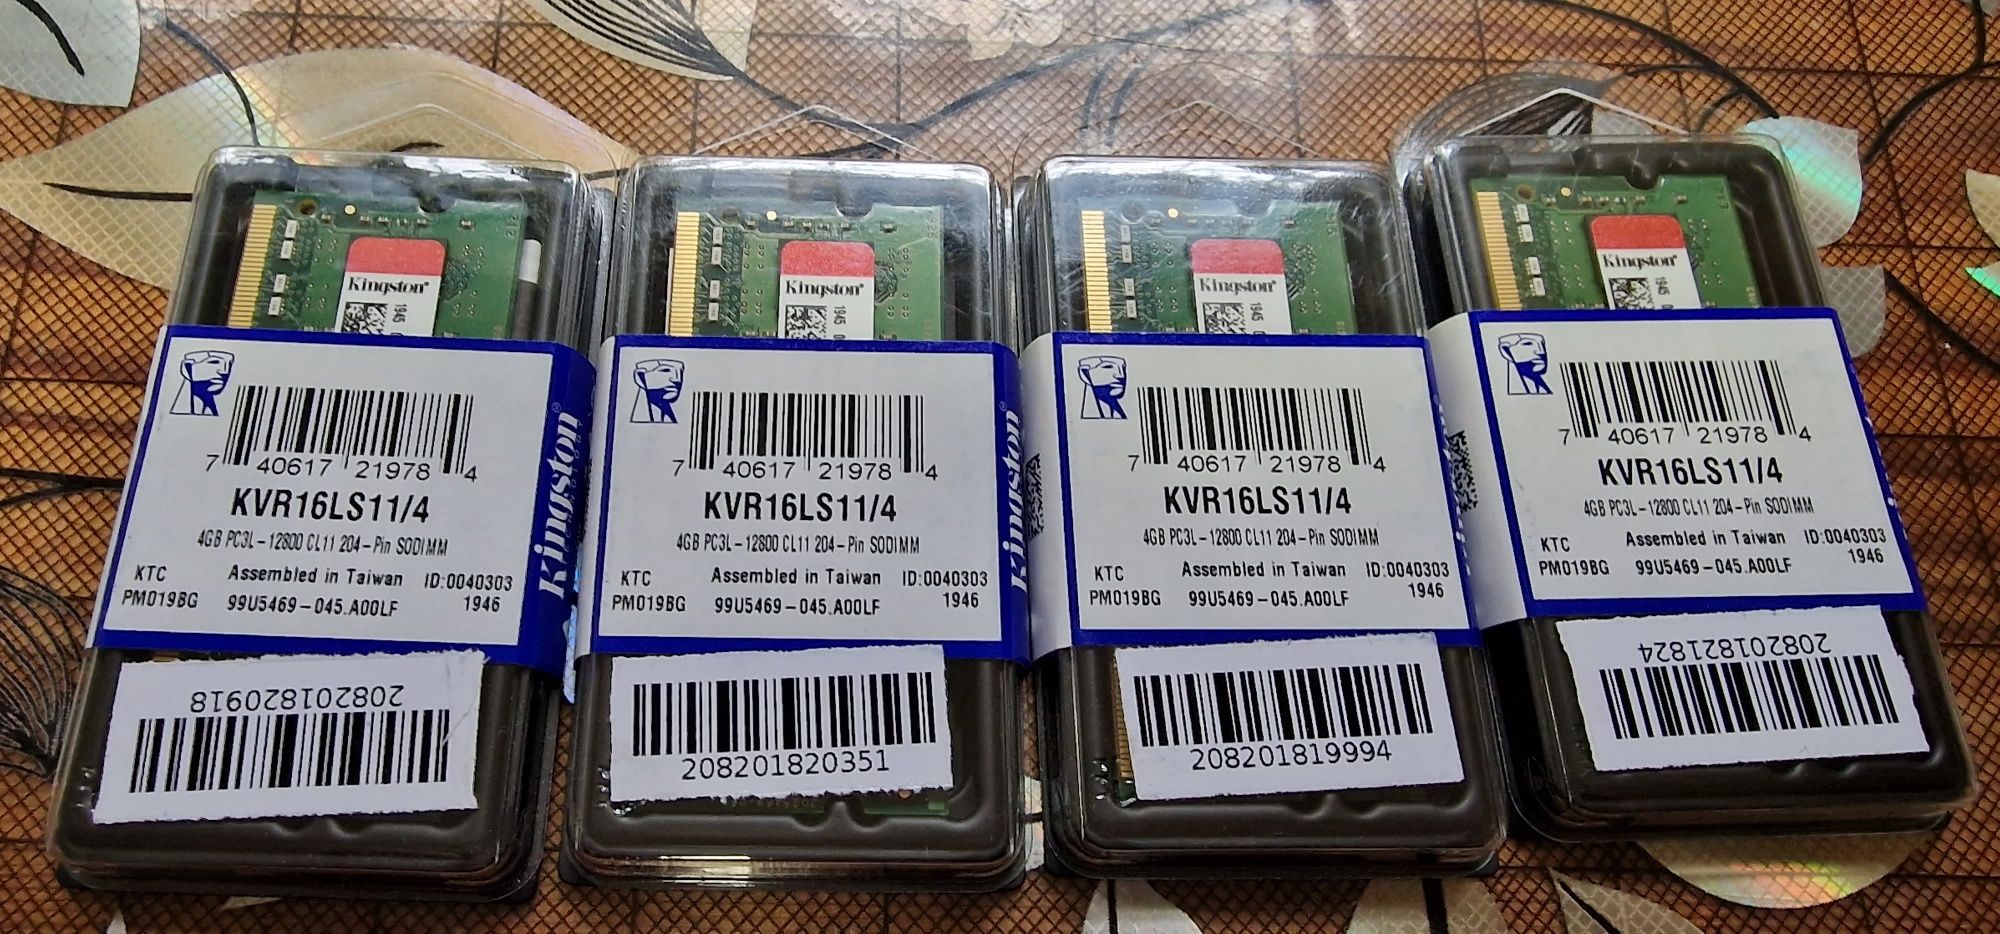 Kingston
1945
7 40617 21978 4
KVR16LS11/4
4GB PC3L-12800 CL11 204-Pin SODIMM
KTC Assembled in Taiwan ID:0040303
PM019BG 99U5469-045.A00LF 1946
Kingston
208201820918
Kingston
1945
7 40617 21978 4
KVR16LS11/4
4GB PC3L-12800 CL11 204-Pin SODIMM
KTC Assembled in Taiwan ID:0040303
PM019BG 99U5469-045.A00LF 1946
Kingston
208201820351
Kingston
1945
7 40617 21978 4
KVR16LS11/4
4GB PC3L-12800 CL11 204-Pin SODIMM
KTC Assembled in Taiwan ID:0040303
PM019BG 99U5469-045.A00LF 1946
208201819994
Kingston
1945
7 40617 21978 4
KVR16LS11/4
4GB PC3L-12800 CL11 204-Pin SODIMM
KTC Assembled in Taiwan ID:0040303
PM019BG 99U5469-045.A00LF 1946
208201821824